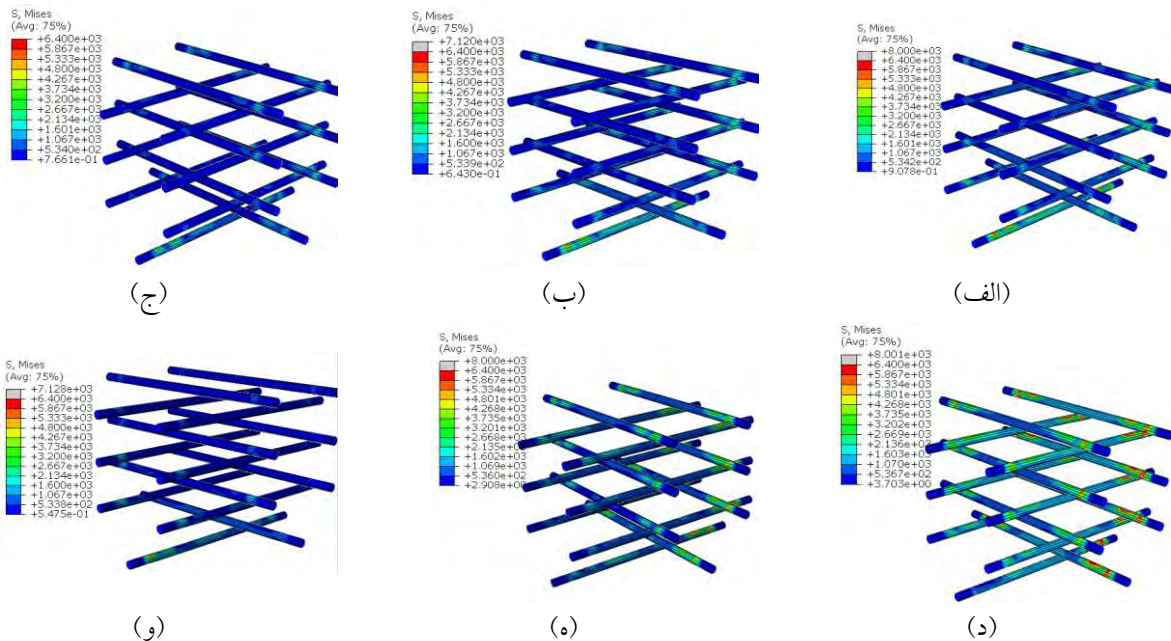 S, Mises
(Avg: 75%)
+8.000e+03
+6.400e+03
+5.867e+03
+5.333e+03
+4.800e+03
+4.267e+03
+3.734e+03
+3.200e+03
+2.667e+03
+2.134e+03
+1.601e+03
+1.067e+03
+5.342e+02
+9.078e-01
(الف)
S, Mises
(Avg: 75%)
+7.120e+03
+6.400e+03
+5.867e+03
+5.333e+03
+4.800e+03
+4.267e+03
+3.734e+03
+3.200e+03
+2.667e+03
+2.134e+03
+1.600e+03
+1.067e+03
+5.339e+02
+6.430e-01
(ب)
S, Mises
(Avg: 75%)
+6.400e+03
+5.867e+03
+5.333e+03
+4.800e+03
+4.267e+03
+3.734e+03
+3.200e+03
+2.667e+03
+2.134e+03
+1.601e+03
+1.067e+03
+5.340e+02
+7.661e-01
(ج)
S, Mises
(Avg: 75%)
+8.001e+03
+6.400e+03
+5.867e+03
+5.334e+03
+4.801e+03
+4.268e+03
+3.735e+03
+3.202e+03
+2.669e+03
+2.136e+03
+1.603e+03
+1.070e+03
+5.367e+02
+3.703e+00
(د)
S, Mises
(Avg: 75%)
+8.000e+03
+6.400e+03
+5.867e+03
+5.334e+03
+4.801e+03
+4.268e+03
+3.735e+03
+3.201e+03
+2.668e+03
+2.135e+03
+1.602e+03
+1.069e+03
+5.360e+02
+2.908e+00
(ه)
S, Mises
(Avg: 75%)
+7.128e+03
+6.400e+03
+5.867e+03
+5.333e+03
+4.800e+03
+4.267e+03
+3.734e+03
+3.200e+03
+2.667e+03
+2.134e+03
+1.600e+03
+1.067e+03
+5.338e+02
+5.475e-01
(و)